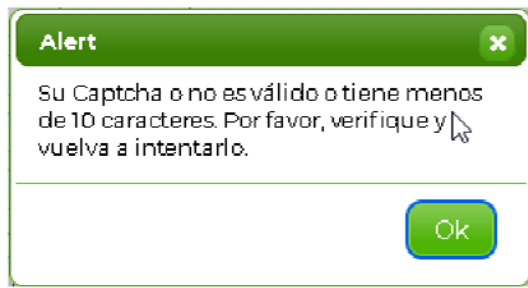 Alert
Su Captcha o no es válido o tiene menos
de 10 caracteres. Por favor, verifique y
vuelva a intentarlo.
Ok